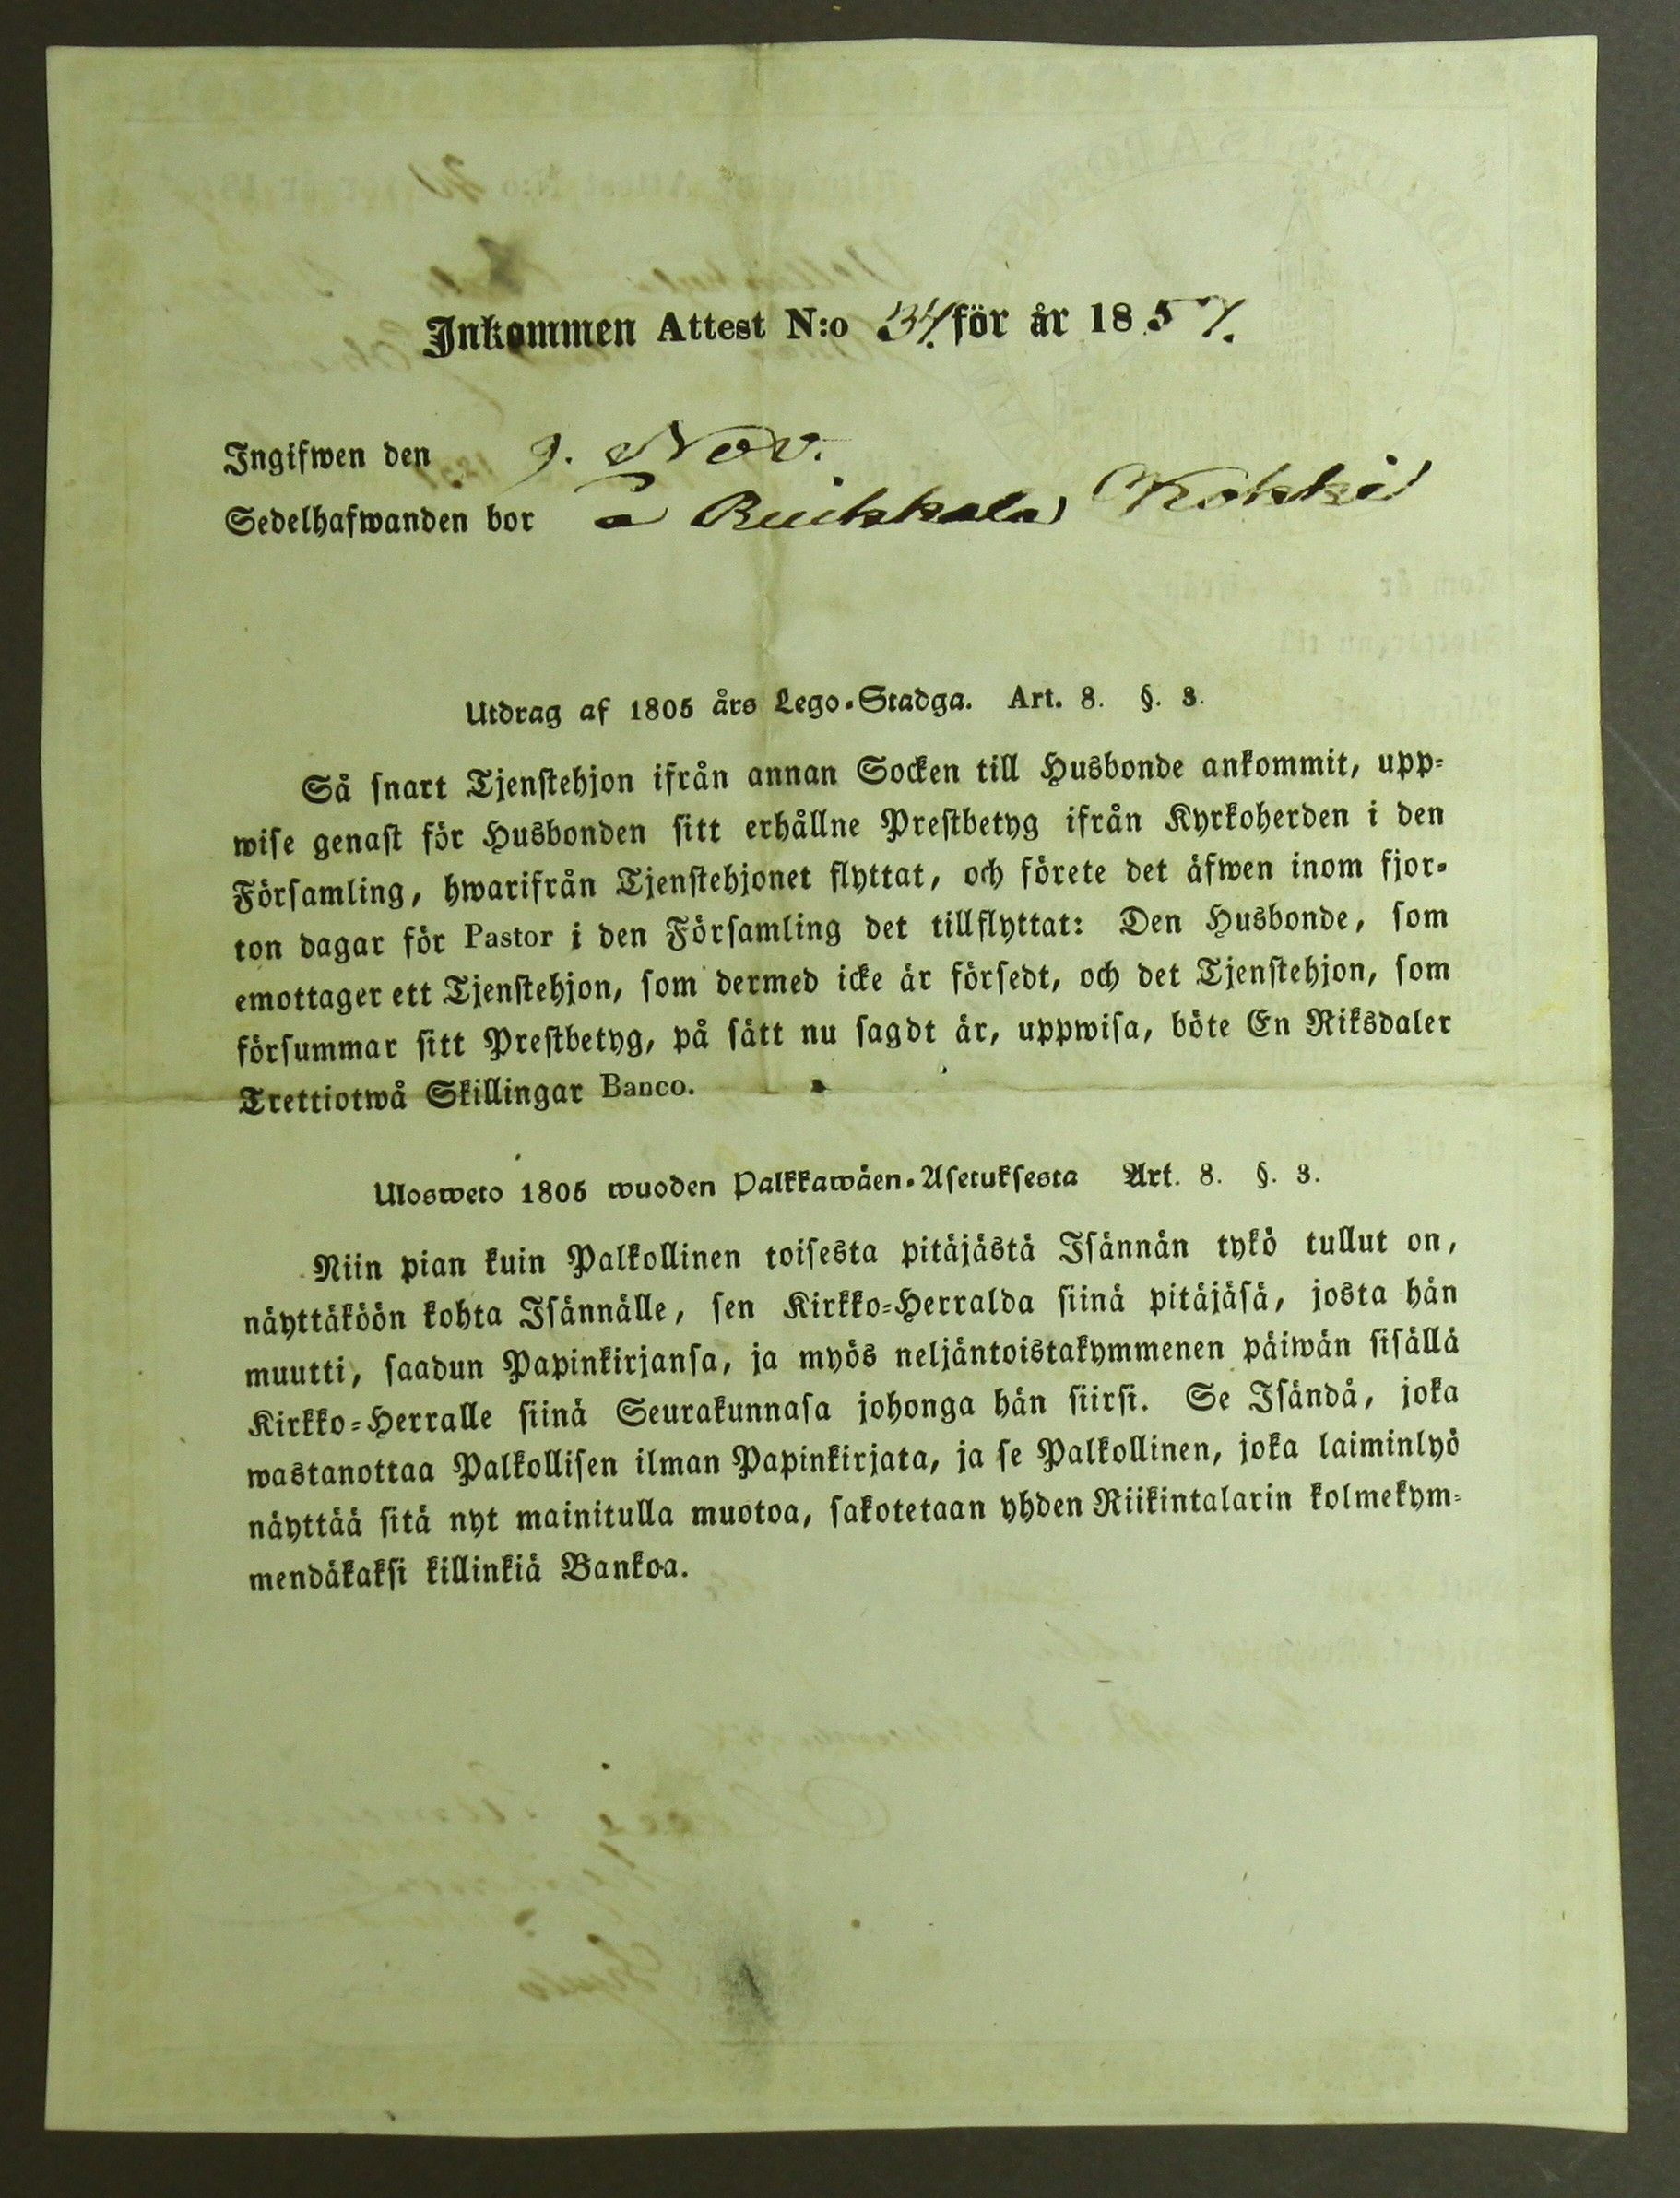 Inkommen Attest N:o 34. för år 1857.
Ingifwen den 9. Nov.
Sedelhafwanden bor å Ruikkala Kokki
Utdrag af 1805 års Lego-Stadga. Art. 8. §. 3.
Så snart Tjenstehjon ifrån annan Socken till Husbonde ankommit, upp-
wise genast för Husbonden sitt erhållne Prestbetyg ifrån Kyrkoherden i den
Församling, hwarifrån Tjenstehjonet flyttat, och förete det äfwen inom fjor-
ton dagar för Pastor i den Församling det tillflyttat: Den Husbonde, som
emottager ett Tjenstehjon, som dermed icke är försedt, och det Tjenstehjon, som
försummar sitt Prestbetyg, på sätt nu sagdt är, uppwisa, böte En Riksdaler
Trettiotwå Skillingar Banco.
Ulosweto 1805 wuoden Palkkawäen-Asetuksesta Art. 8. §. 3.
Niin pian kuin Palkollinen toisesta pitäjästä Isännän tykö tullut on,
näyttäköön kohta Isännälle, sen Kirkko-Herralda siinä pitäjäsä, josta hän
muutti, saadun Papinkirjansa, ja myös neljäntoistakymmenen päiwän sisällä
Kirkko-Herralle siinä Seurakunnasa johonga hän siirsi. Se Isändä, joka
wastanottaa Palkollisen ilman Papinkirjata, ja se Palkollinen, joka laiminlyö
näyttää sitä nyt mainitulla muotoa, sakotetaan yhden Riikintalarin kolmekym-
mendäkaksi killinkiä Bankoa.